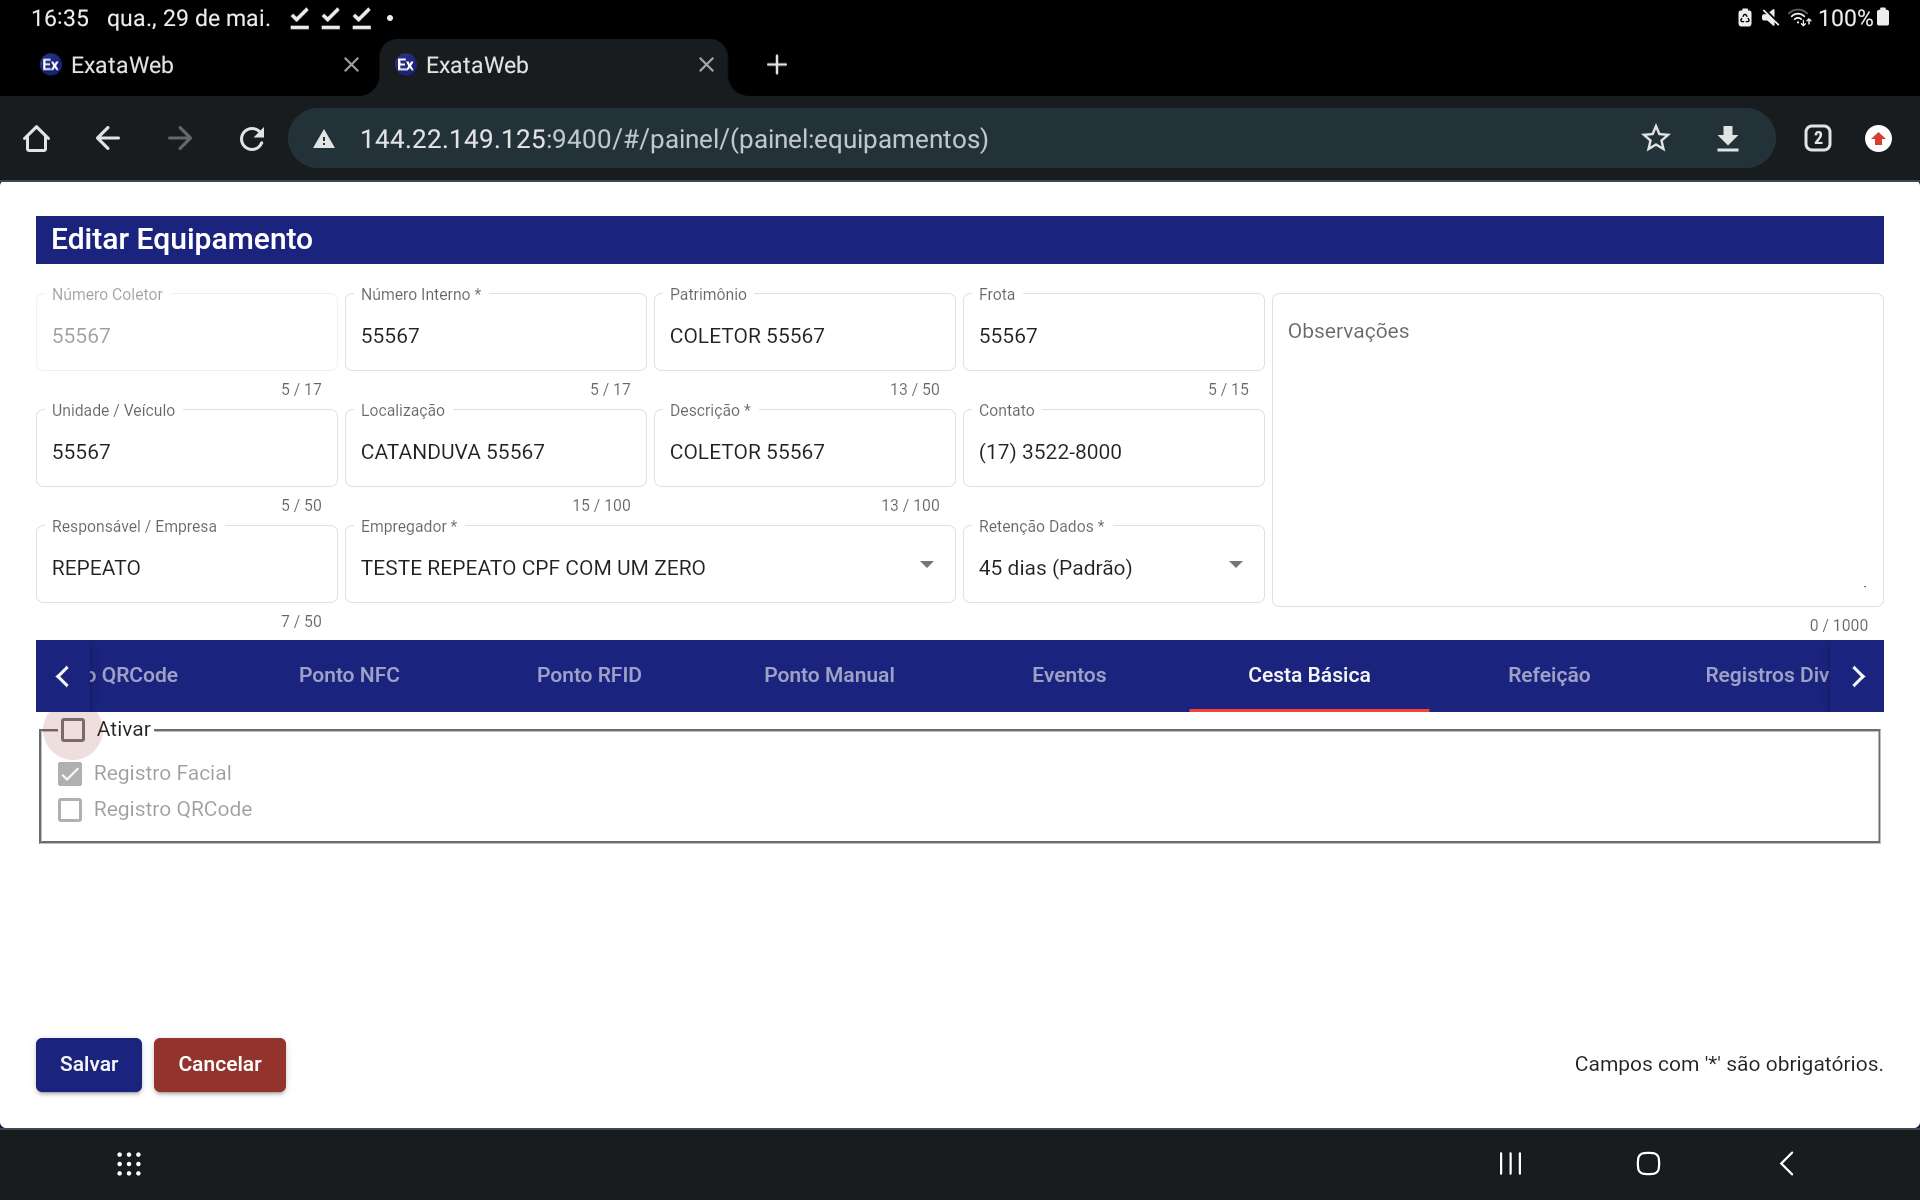 16:35 qua., 29 de mai.
100%
Ex ExataWeb
Ex ExataWeb
144.22.149.125:9400/#/painel/(painel:equipamentos)
2
Editar Equipamento
Número Coletor
55567
5 / 17
Número Interno *
55567
5 / 17
Patrimônio
COLETOR 55567
13 / 50
Frota
55567
5 / 15
Observações
0 / 1000
Unidade / Veículo
55567
5 / 50
Localização
CATANDUVA 55567
15 / 100
Descrição *
COLETOR 55567
13 / 100
Contato
(17) 3522-8000
Responsável / Empresa
REPEATO
7 / 50
Empregador *
TESTE REPEATO CPF COM UM ZERO
Retenção Dados *
45 dias (Padrão)
o QRCode
Ponto NFC
Ponto RFID
Ponto Manual
Eventos
Cesta Básica
Refeição
Registros Div
Ativar
Registro Facial
Registro QRCode
Salvar
Cancelar
Campos com '*' são obrigatórios.